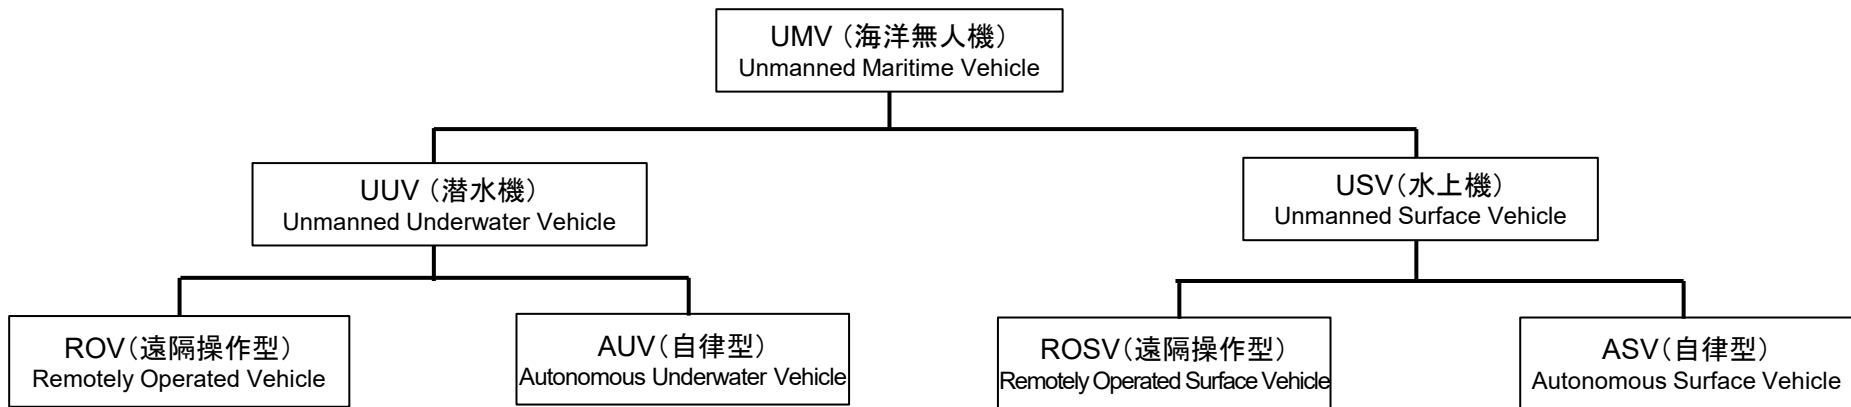 UMV（海洋無人機）
Unmanned Maritime Vehicle
UUV（潜水機）
Unmanned Underwater Vehicle
USV（水上機）
Unmanned Surface Vehicle
ROV（遠隔操作型）
Remotely Operated Vehicle
AUV（自律型）
Autonomous Underwater Vehicle
ROSV（遠隔操作型）
Remotely Operated Surface Vehicle
ASV（自律型）
Autonomous Surface Vehicle